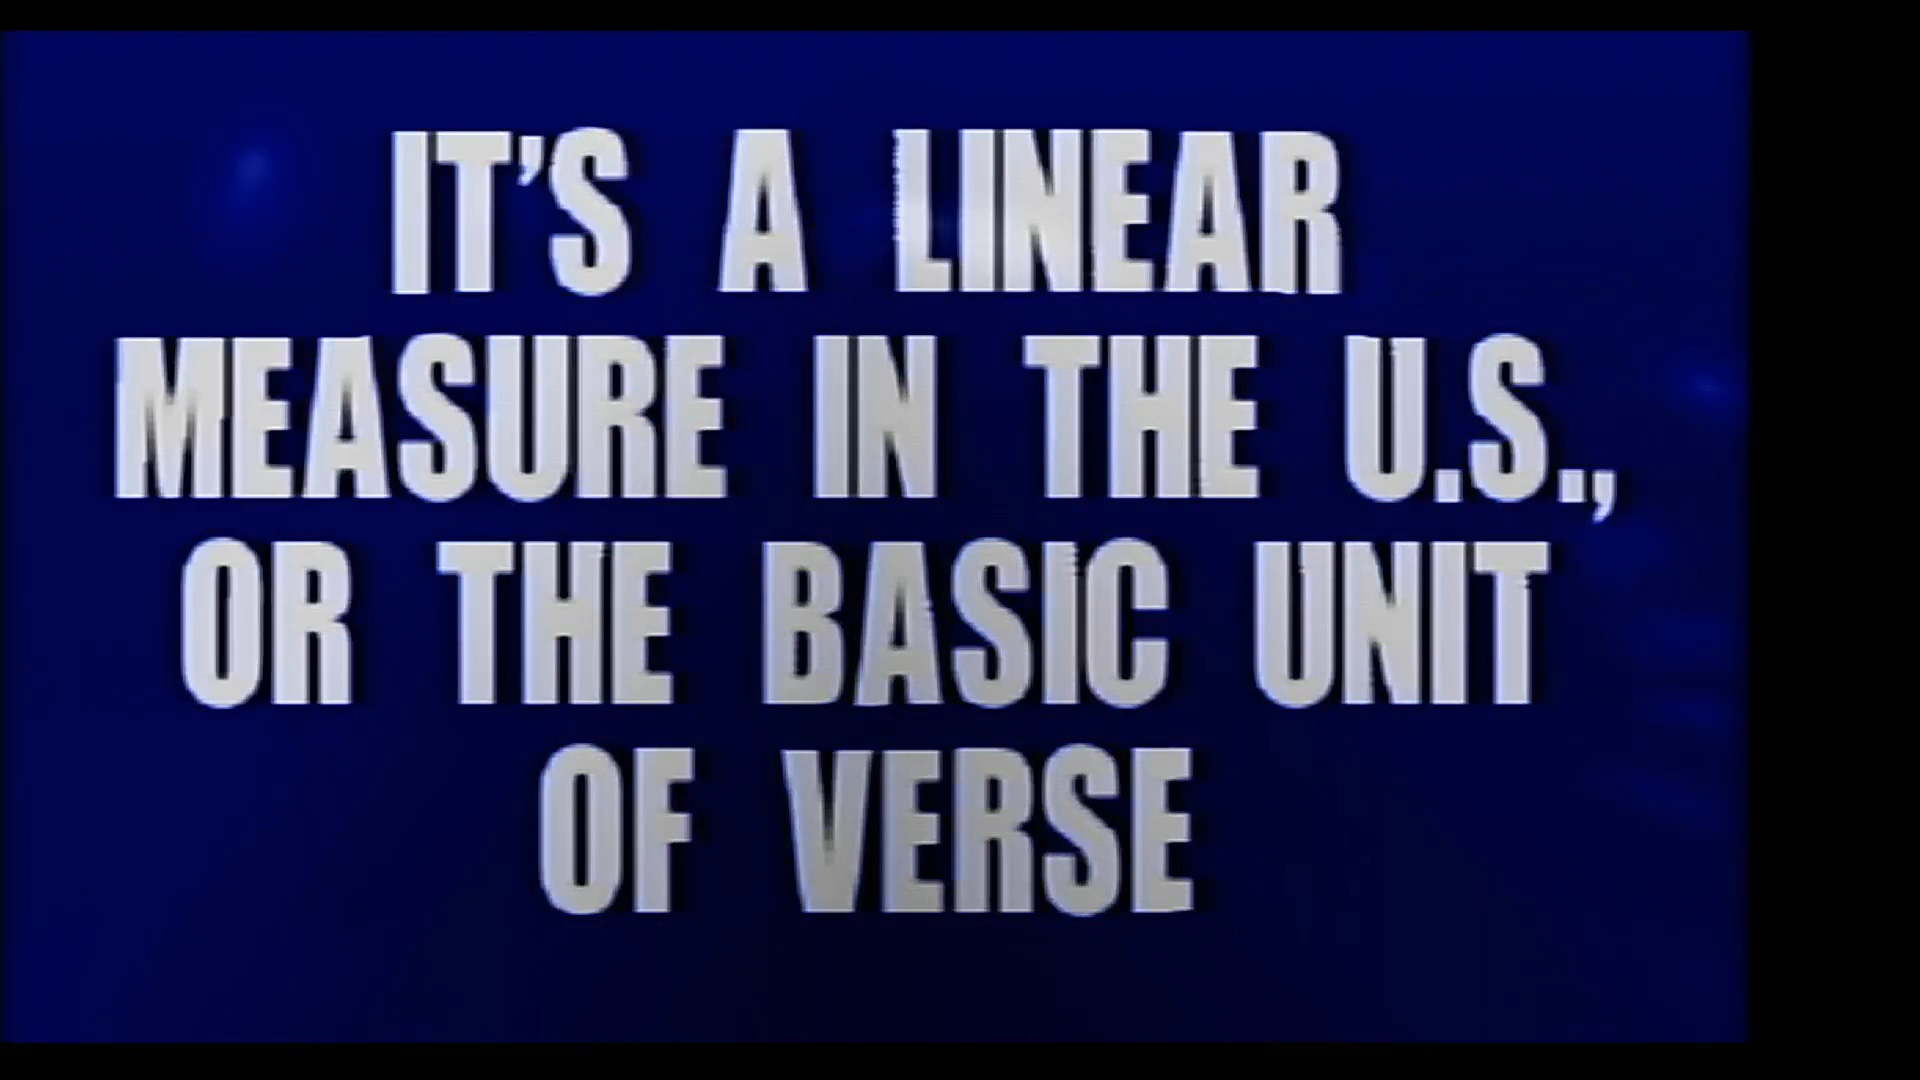 IT'S A LINEAR
MEASURE IN THE U.S.,
OR THE BASIC UNIT
OF VERSE